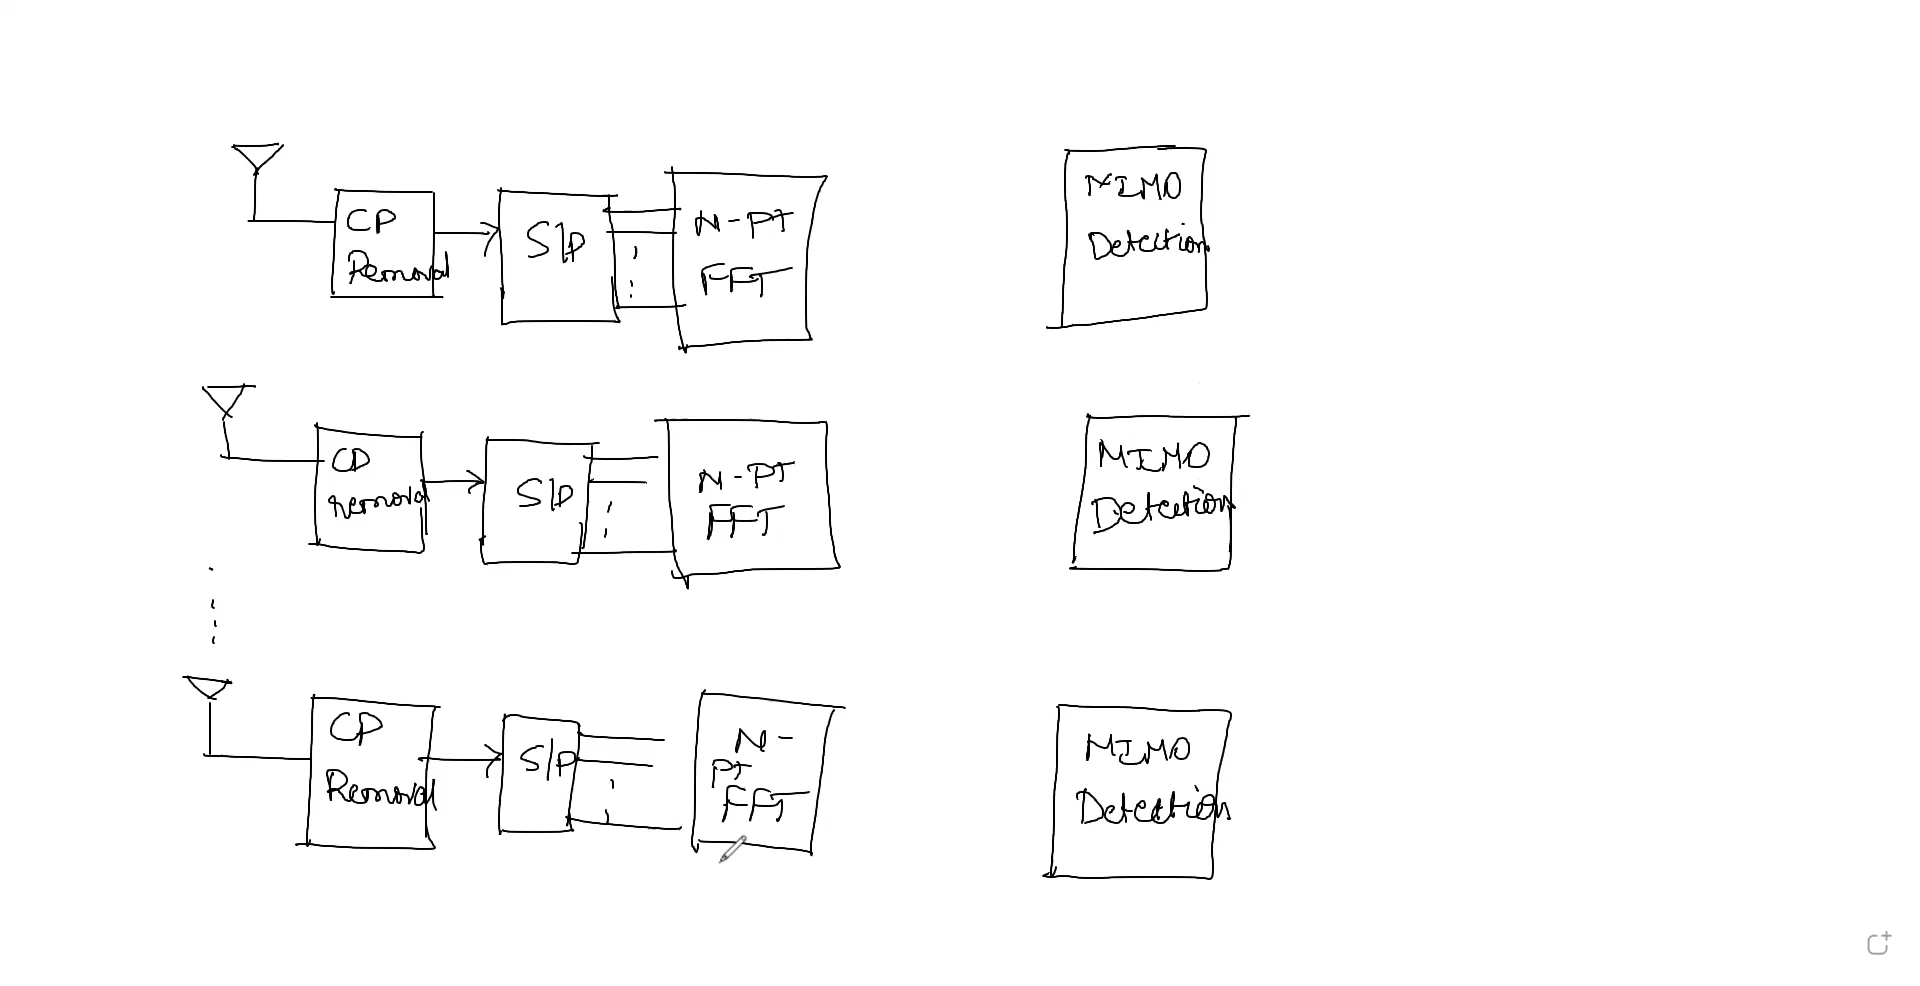 CP
Removal
S/P
N-PT
FFT
MIMO
Detection
CP
Removal
S/P
N-PT
FFT
MIMO
Detection
CP
Removal
S/P
N-
PT
FFT
MIMO
Detection